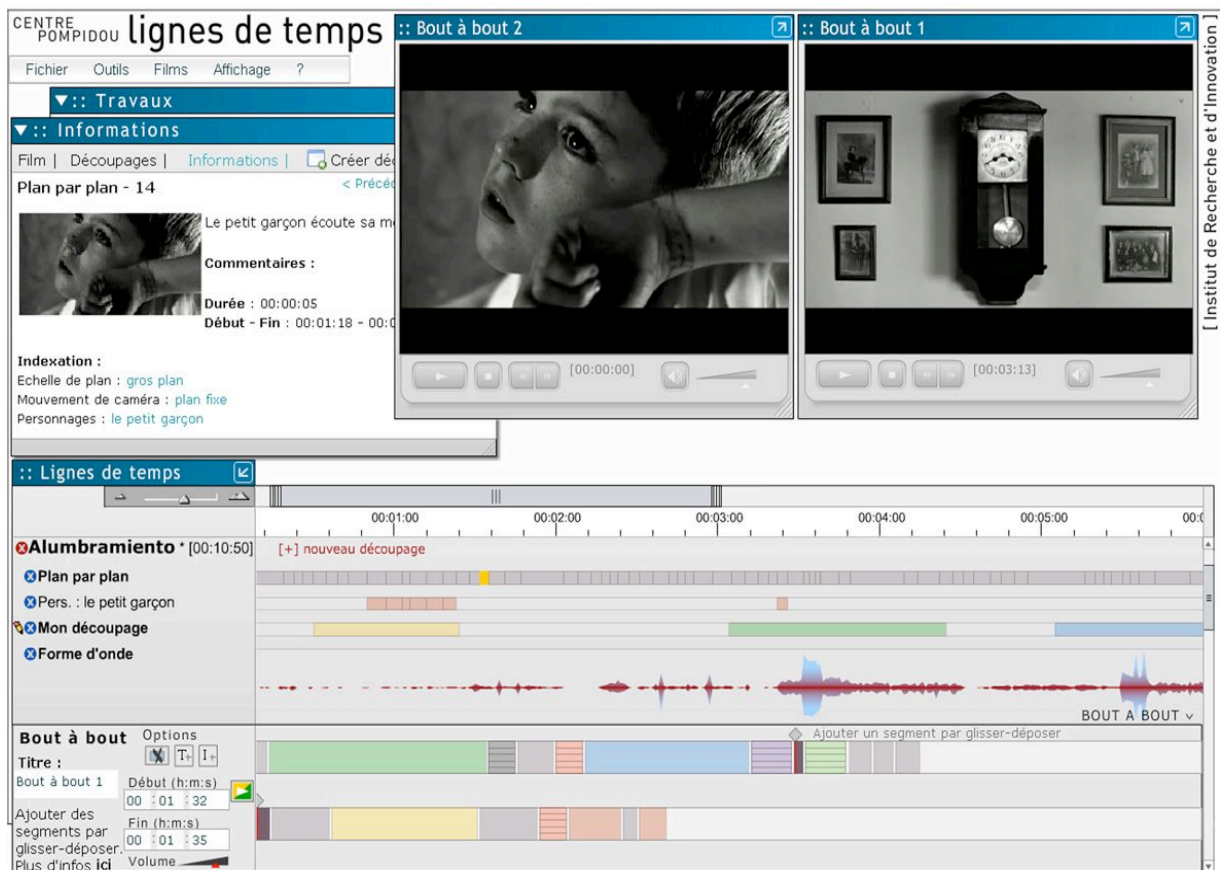 CENTRE
POMPIDOU lignes de temps
Fichier Outils Films Affichage ?
:: Travaux
:: Informations
Film | Découpages | Informations | Créer déc
Plan par plan - 14 < Précéd
Le petit garçon écoute sa m
Commentaires :
Durée : 00:00:05
Début - Fin : 00:01:18 - 00:0
Indexation :
Echelle de plan : gros plan
Mouvement de caméra : plan fixe
Personnages : le petit garçon
:: Bout à bout 2
[00:00:00]
:: Bout à bout 1
[00:03:13]
[ Institut de Recherche et d'Innovation ]
:: Lignes de temps
00:01:00 00:02:00 00:03:00 00:04:00 00:05:00 00:0
Alumbramiento * [00:10:50] [+] nouveau découpage
Plan par plan
Pers. : le petit garçon
Mon découpage
Forme d'onde
BOUT A BOUT
Bout à bout Options
T+ I+
Ajouter un segment par glisser-déposer
Titre :
Bout à bout 1
Début (h:m:s)
00 : 01 : 32
Fin (h:m:s)
00 : 01 : 35
Ajouter des
segments par
glisser-déposer.
Plus d'infos ici
Volume